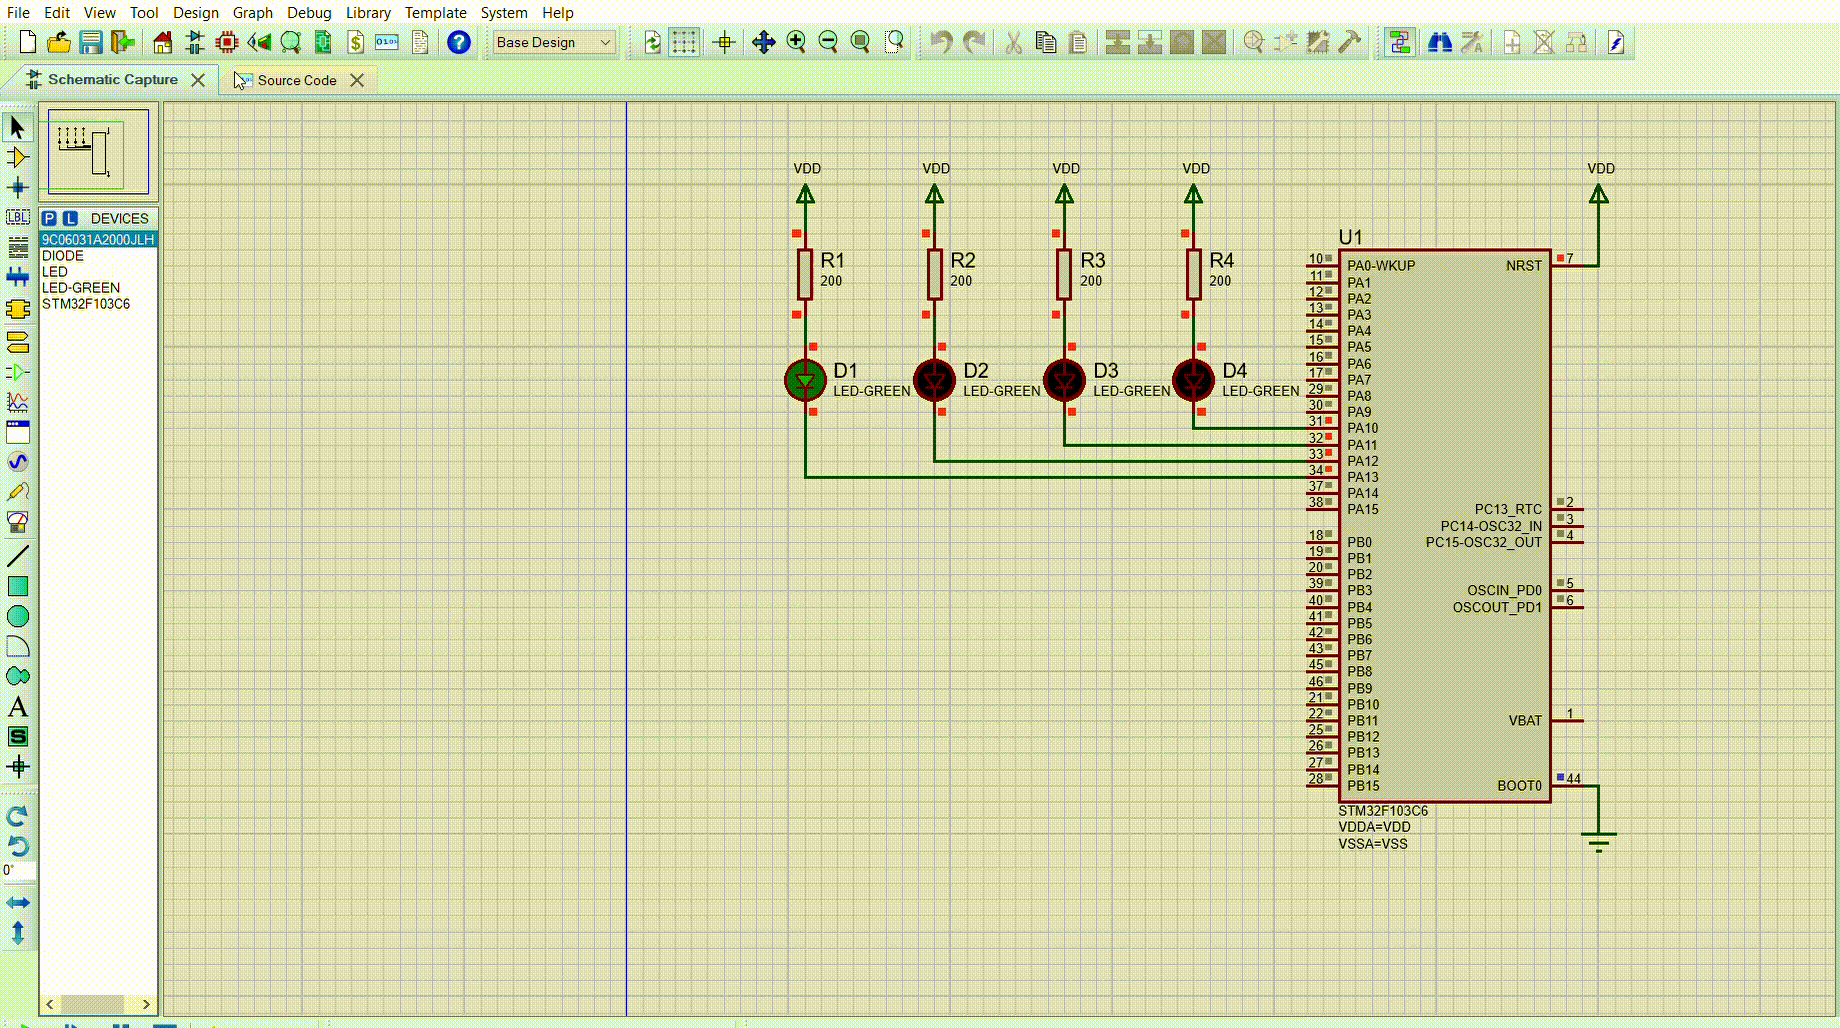 File Edit View Tool Design Graph Debug Library Template System Help
Base Design
Schematic Capture
Source Code
P L DEVICES
9C06031A2000JLH
DIODE
LED
LED-GREEN
STM32F103C6
LBL
A
S
0°
VDD VDD VDD VDD VDD
R1
200
R2
200
R3
200
R4
200
D1
LED-GREEN
D2
LED-GREEN
D3
LED-GREEN
D4
LED-GREEN
U1
10 PA0-WKUP NRST 7
11 PA1
12 PA2
13 PA3
14 PA4
15 PA5
16 PA6
17 PA7
29 PA8
30 PA9
31 PA10
32 PA11
33 PA12
34 PA13
37 PA14
38 PA15 PC13_RTC 2
PC14-OSC32_IN 3
18 PB0 PC15-OSC32_OUT 4
19 PB1
20 PB2
39 PB3 OSCIN_PD0 5
40 PB4 OSCOUT_PD1 6
41 PB5
42 PB6
43 PB7
45 PB8
46 PB9
21 PB10
22 PB11 VBAT 1
25 PB12
26 PB13
27 PB14
28 PB15 BOOT0 44
STM32F103C6
VDDA=VDD
VSSA=VSS